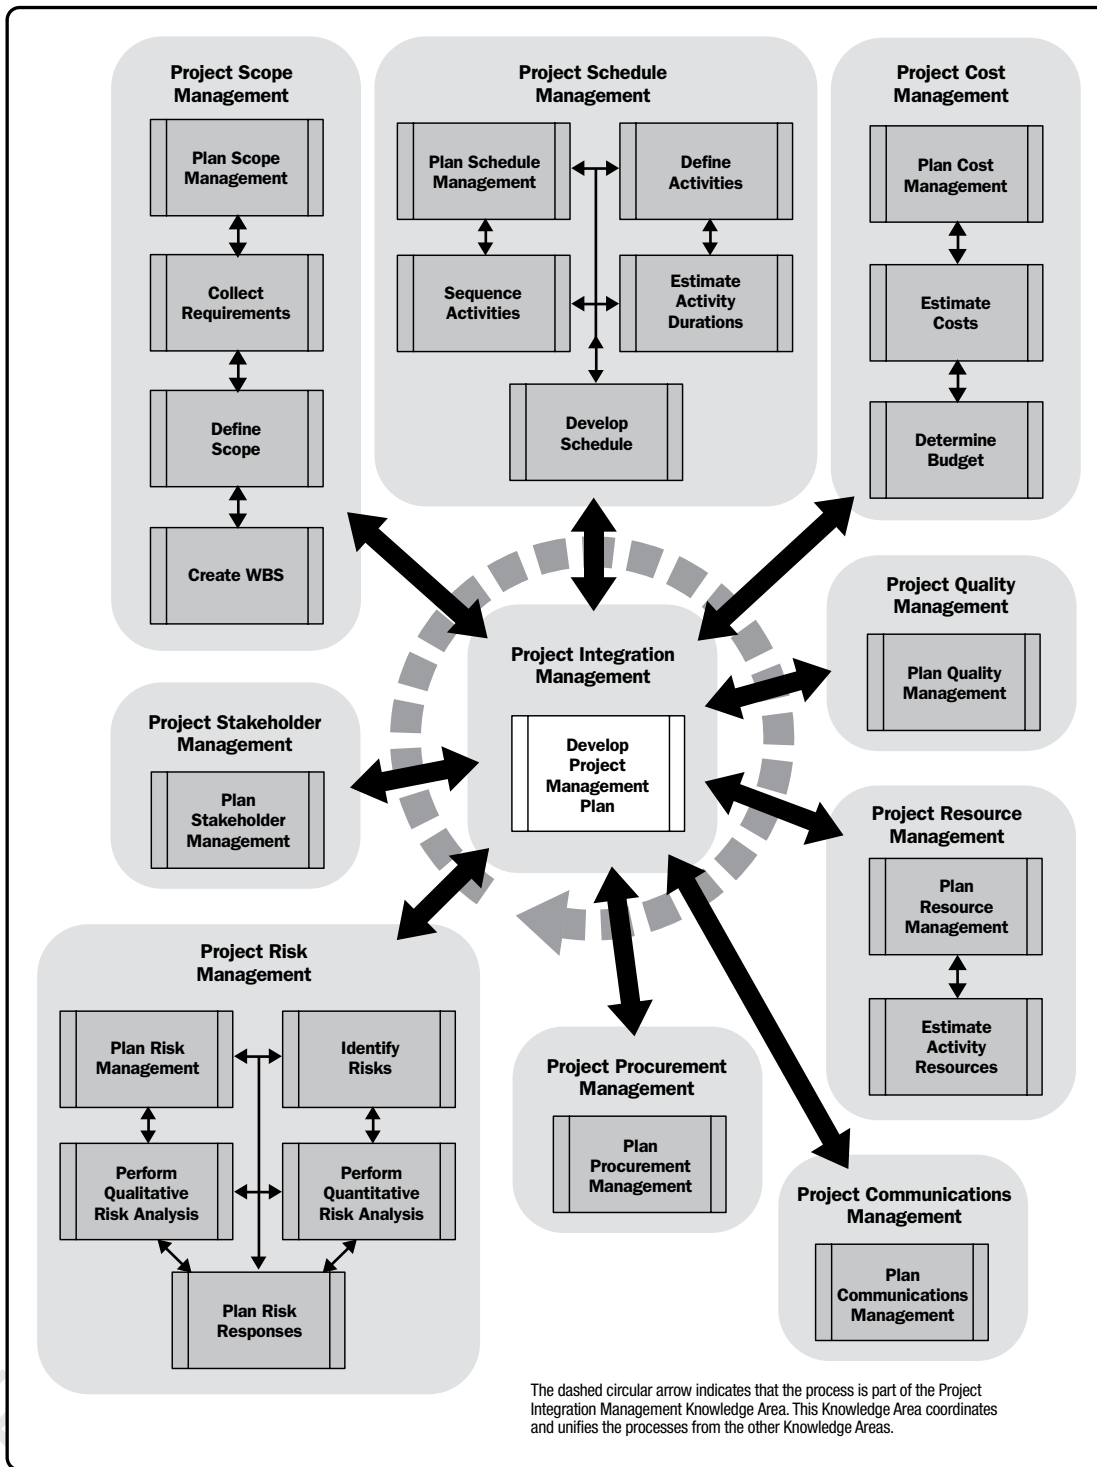 Project Scope
Management
Plan Scope
Management
Collect
Requirements
Define
Scope
Create WBS
Project Schedule
Management
Plan Schedule
Management
Define
Activities
Sequence
Activities
Estimate
Activity
Durations
Develop
Schedule
Project Cost
Management
Plan Cost
Management
Estimate
Costs
Determine
Budget
Project Quality
Management
Plan Quality
Management
Project Integration
Management
Develop
Project
Management
Plan
Project Stakeholder
Management
Plan
Stakeholder
Management
Project Resource
Management
Plan
Resource
Management
Estimate
Activity
Resources
Project Risk
Management
Plan Risk
Management
Identify
Risks
Perform
Qualitative
Risk Analysis
Perform
Quantitative
Risk Analysis
Plan Risk
Responses
Project Procurement
Management
Plan
Procurement
Management
Project Communications
Management
Plan
Communications
Management
The dashed circular arrow indicates that the process is part of the Project
Integration Management Knowledge Area. This Knowledge Area coordinates
and unifies the processes from the other Knowledge Areas.